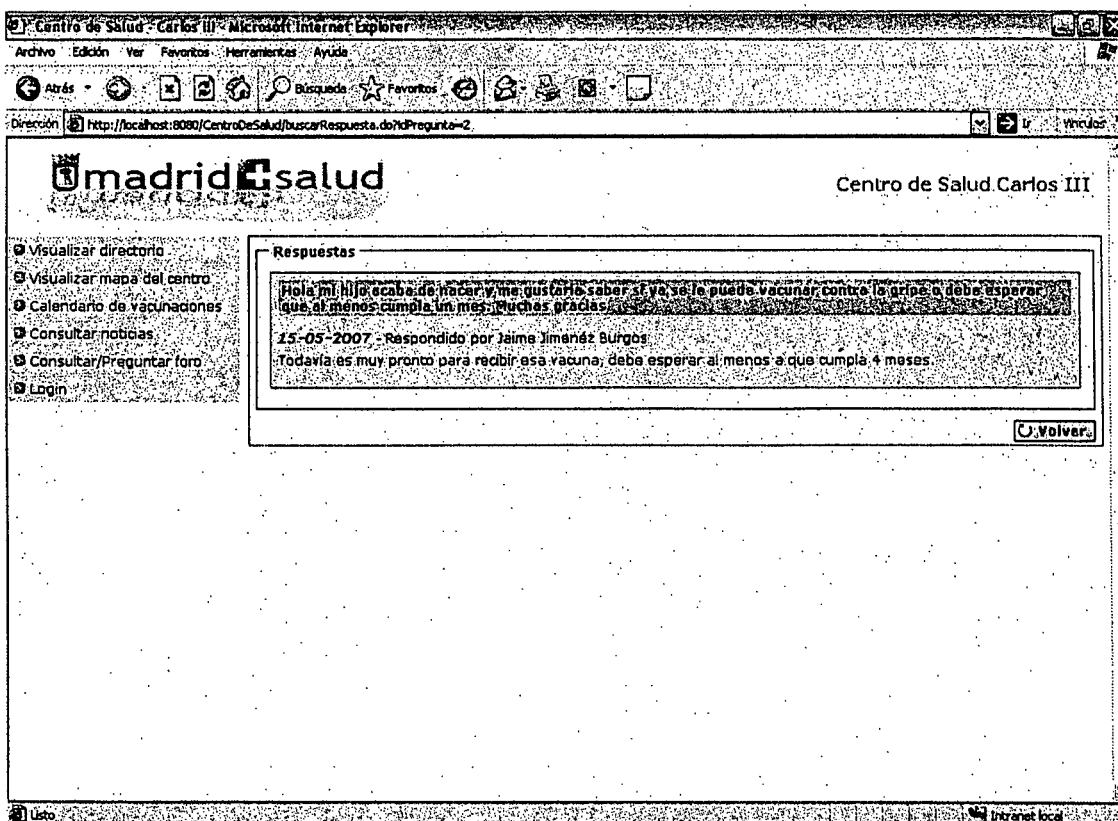 Centro de Salud - Carlos III - Microsoft Internet Explorer
Archivo Edición Ver Favoritos Herramientas Ayuda
Atrás Búsqueda Favoritos
Dirección http://localhost:8080/CentroDeSalud/buscarRespuesta.do?idPregunta=2 Ir Vínculos
madrid salud
Centro de Salud Carlos III
Visualizar directorio
Visualizar mapa del centro
Calendario de vacunaciones
Consultar noticias
Consultar/Preguntar foro
Login
Respuestas
Hola mi hijo acaba de nacer y me gustaria saber si ya se le puede vacunar contra la gripe o debe esperar
que al menos cumpla un mes. Muchas gracias
15-05-2007 - Respondido por Jaime Jimenéz Burgos
Todavía es muy pronto para recibir esa vacuna, debe esperar al menos a que cumpla 4 meses.
Volver
Listo Intranet local